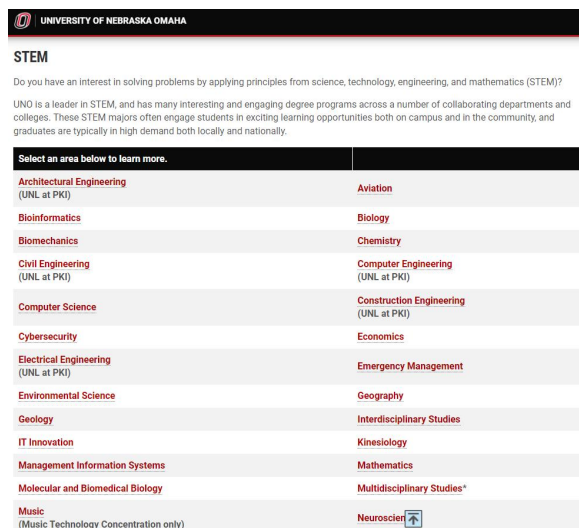 UNIVERSITY OF NEBRASKA OMAHA
STEM
Do you have an interest in solving problems by applying principles from science, technology, engineering, and mathematics (STEM)?
UNO is a leader in STEM, and has many interesting and engaging degree programs across a number of collaborating departments and
colleges. These STEM majors often engage students in exciting learning opportunities both on campus and in the community, and
graduates are typically in high demand both locally and nationally.
Select an area below to learn more.
Architectural Engineering
(UNL at PKI)
Aviation
Bioinformatics
Biology
Biomechanics
Chemistry
Civil Engineering
(UNL at PKI)
Computer Engineering
(UNL at PKI)
Computer Science
Construction Engineering
(UNL at PKI)
Cybersecurity
Economics
Electrical Engineering
(UNL at PKI)
Emergency Management
Environmental Science
Geography
Geology
Interdisciplinary Studies
IT Innovation
Kinesiology
Management Information Systems
Mathematics
Molecular and Biomedical Biology
Multidisciplinary Studies*
Music
(Music Technology Concentration only)
Neuroscien